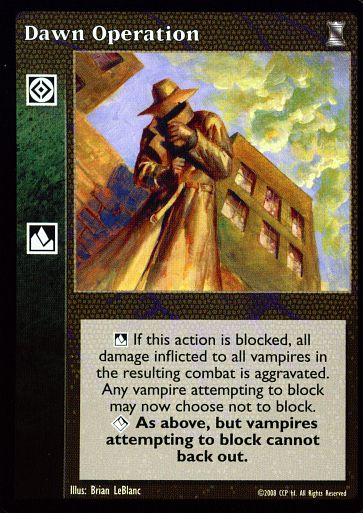 Dawn Operation
If this action is blocked, all
damage inflicted to all vampires in
the resulting combat is aggravated.
Any vampire attempting to block
may now choose not to block.
As above, but vampires
attempting to block cannot
back out.
Illus: Brian LeBlanc
©2008 CCP hf. All Rights Reserved